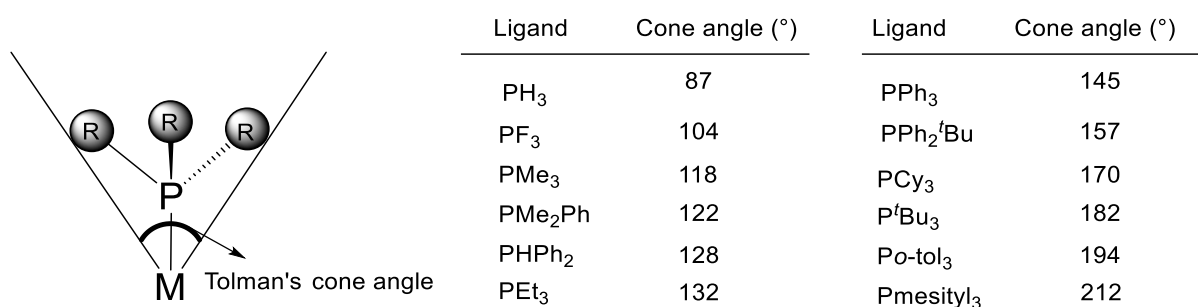 R R R
P
M
Tolman's cone angle
Ligand Cone angle (°)
PH₃ 87
PF₃ 104
PMe₃ 118
PMe₂Ph 122
PHPh₂ 128
PEt₃ 132
Ligand Cone angle (°)
PPh₃ 145
PPh₂ᵗBu 157
PCy₃ 170
PᵗBu₃ 182
Po-tol₃ 194
Pmesityl₃ 212